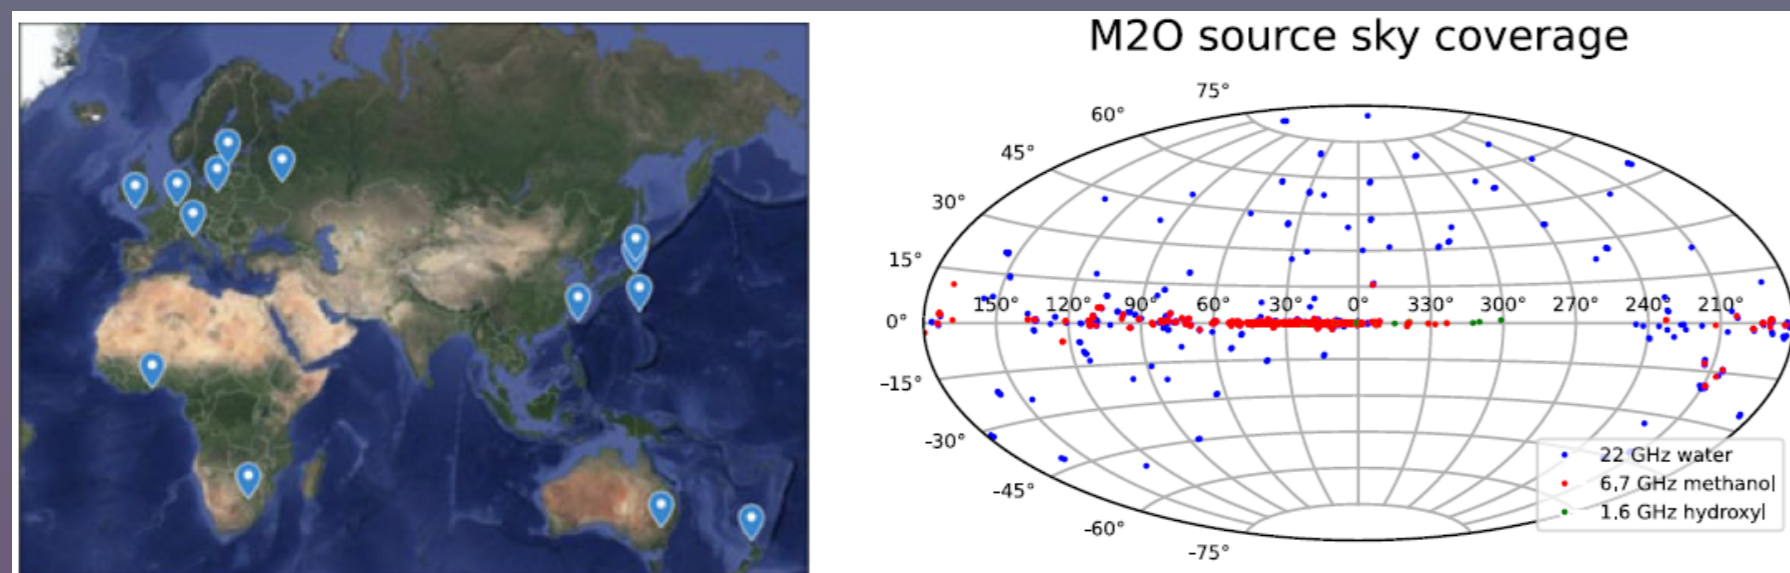 M2O source sky coverage
75°
60°
45°
30°
15°
150° 120° 90° 60° 30° 0° 330° 300° 270° 240° 210°
0°
-15°
-30°
-45°
-60°
-75°
22 GHz water
6.7 GHz methanol
1.6 GHz hydroxyl